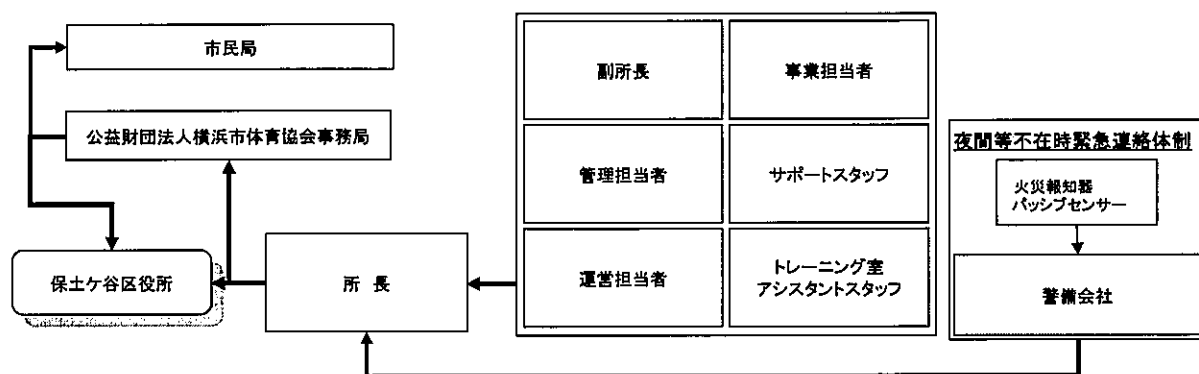 市民局
公益財団法人横浜市体育協会事務局
保土ケ谷区役所
所 長
副所長
事業担当者
管理担当者
サポートスタッフ
運営担当者
トレーニング室
アシスタントスタッフ
夜間等不在時緊急連絡体制
火災報知器
パッシブセンサー
警備会社